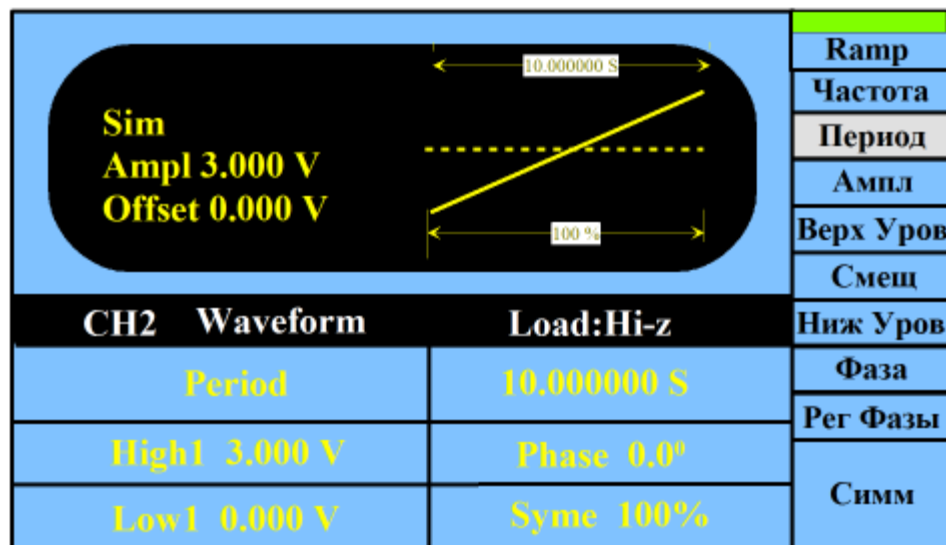 10.000000 S
Sim
Ampl 3.000 V
Offset 0.000 V
100 %
CH2 Waveform Load:Hi-z
Period 10.000000 S
High1 3.000 V Phase 0.0⁰
Low1 0.000 V Syme 100%
Ramp
Частота
Период
Ампл
Верх Уров
Смещ
Ниж Уров
Фаза
Рег Фазы
Симм